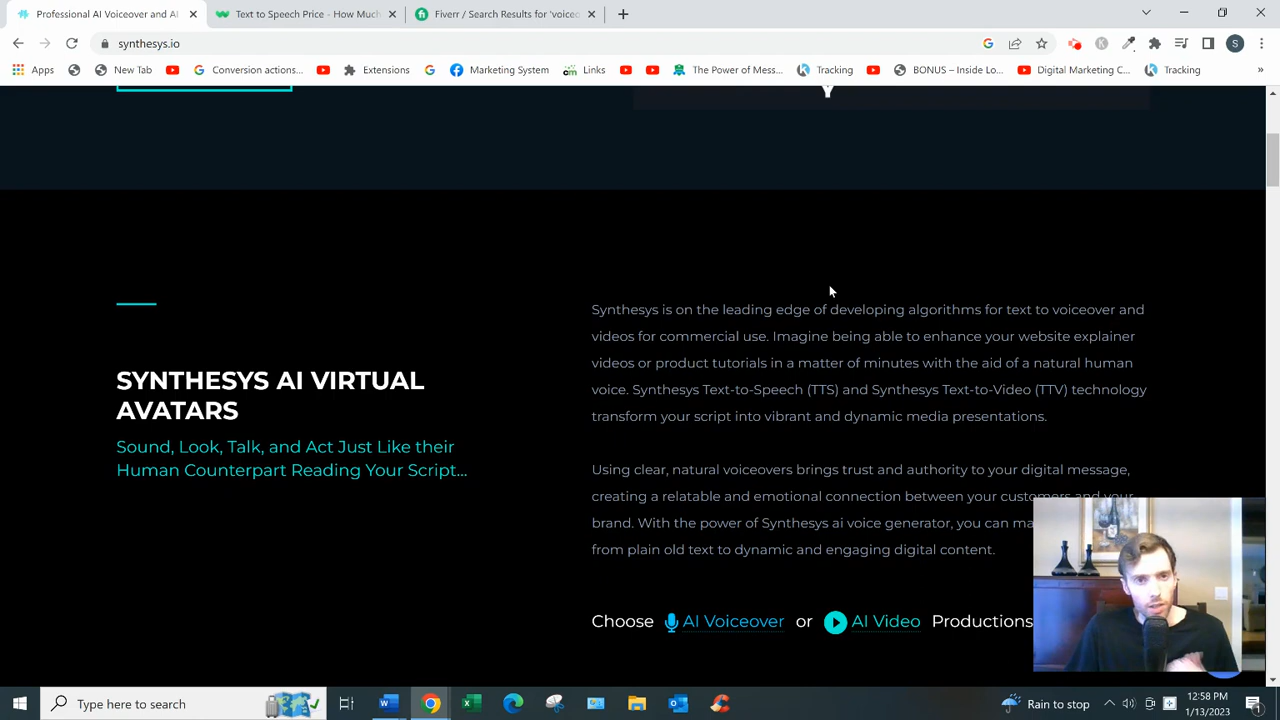 Professional AI Voiceover and AI
Text to Speech Price - How Much
Fiverr / Search Results for 'voiceo
synthesys.io
S
Apps
New Tab
Conversion actions...
Extensions
Marketing System
Links
The Power of Mess...
Tracking
BONUS – Inside Lo...
Digital Marketing C...
Tracking
»
SYNTHESYS AI VIRTUAL
AVATARS
Sound, Look, Talk, and Act Just Like their
Human Counterpart Reading Your Script...
Synthesys is on the leading edge of developing algorithms for text to voiceover and
videos for commercial use. Imagine being able to enhance your website explainer
videos or product tutorials in a matter of minutes with the aid of a natural human
voice. Synthesys Text-to-Speech (TTS) and Synthesys Text-to-Video (TTV) technology
transform your script into vibrant and dynamic media presentations.
Using clear, natural voiceovers brings trust and authority to your digital message,
creating a relatable and emotional connection between your customers and your
brand. With the power of Synthesys ai voice generator, you can
from plain old text to dynamic and engaging digital content.
Choose AI Voiceover or AI Video Productions
Type here to search
Rain to stop
12:58 PM
1/13/2023